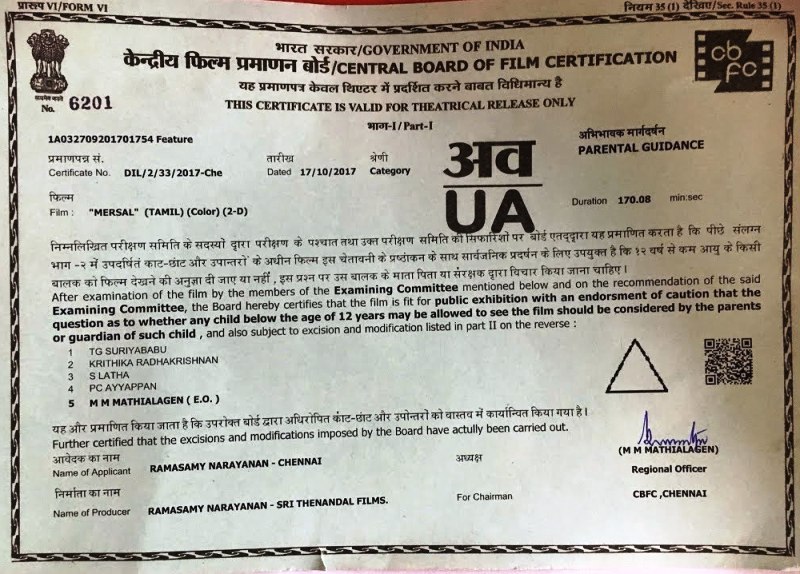 प्रारूप VI/FORM VI
नियम 35 (1) देखिए/Sec. Rule 35 (1)
भारत सरकार/GOVERNMENT OF INDIA
केन्द्रीय फिल्म प्रमाणन बोर्ड/CENTRAL BOARD OF FILM CERTIFICATION
cb
fc
यह प्रमाणपत्र केवल थिएटर में प्रदर्शित करने बाबत विधिमान्य है
सत्यमेव जयते
No. 6201
THIS CERTIFICATE IS VALID FOR THEATRICAL RELEASE ONLY
भाग-I/Part-I
1A032709201701754 Feature
अव
UA
अभिभावक मार्गदर्शन
PARENTAL GUIDANCE
प्रमाणपत्र सं. तारीख श्रेणी
Certificate No. DIL/2/33/2017-Che Dated 17/10/2017 Category
फिल्म
Film : "MERSAL" (TAMIL) (Color) (2-D)
Duration 170.08 min:sec
निम्नलिखित परीक्षण समिति के सदस्यों द्वारा परीक्षण के पश्चात तथा उक्त परीक्षण समिति की सिफारिशों पर बोर्ड एतद्द्वारा यह प्रमाणित करता है कि पीछे संलग्न
भाग -२ में उपदर्षित काट-छाँट और उपान्तरों के अधीन फिल्म इस चेतावनी के प्रष्ठांकन के साथ सार्वजनिक प्रदर्षन के लिए उपयुक्त है कि १२ वर्ष से कम आयु के किसी
बालक को फिल्म देखने की अनुज्ञा दी जाए या नहीं , इस प्रश्न पर उस बालक के माता पिता या संरक्षक द्वारा विचार किया जाना चाहिए।
After examination of the film by the members of the Examining Committee mentioned below and on the recommendation of the said
Examining Committee, the Board hereby certifies that the film is fit for public exhibition with an endorsment of caution that the
question as to whether any child below the age of 12 years may be allowed to see the film should be considered by the parents
or guardian of such child , and also subject to excision and modification listed in part II on the reverse :
1 TG SURIYABABU
2 KRITHIKA RADHAKRISHNAN
3 S LATHA
4 PC AYYAPPAN
5 M M MATHIALAGEN (E.O.)
यह और प्रमाणित किया जाता है कि उपरोक्त बोर्ड द्वारा अधिरोपित काट-छाँट और उपोन्तरों को वास्तव में कार्यान्वित किया गया है।
Further certified that the excisions and modifications imposed by the Board have actully been carried out.
(M M MATHIALAGEN)
आवेदक का नाम
Name of Applicant RAMASAMY NARAYANAN - CHENNAI
अध्यक्ष
Regional Officer
निर्माता का नाम
Name of Producer RAMASAMY NARAYANAN - SRI THENANDAL FILMS.
For Chairman
CBFC ,CHENNAI